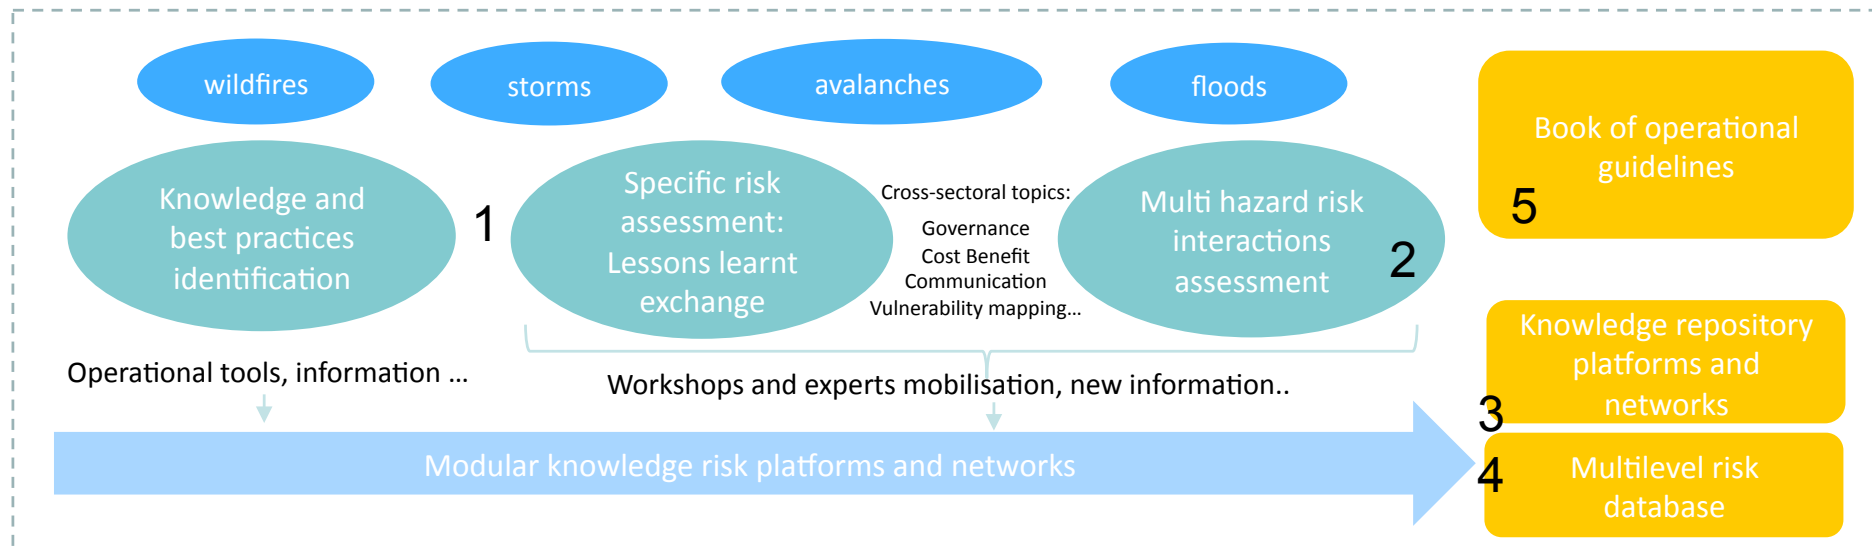 wildfires
storms
avalanches
floods
Knowledge and
best practices
identification
1
Specific risk
assessment:
Lessons learnt
exchange
Cross-sectoral topics:
Governance
Cost Benefit
Communication
Vulnerability mapping...
Multi hazard risk
interactions
assessment
2
Book of operational
guidelines
5
Operational tools, information ...
Workshops and experts mobilisation, new information..
Knowledge repository
platforms and
networks
3
Modular knowledge risk platforms and networks
4
Multilevel risk
database